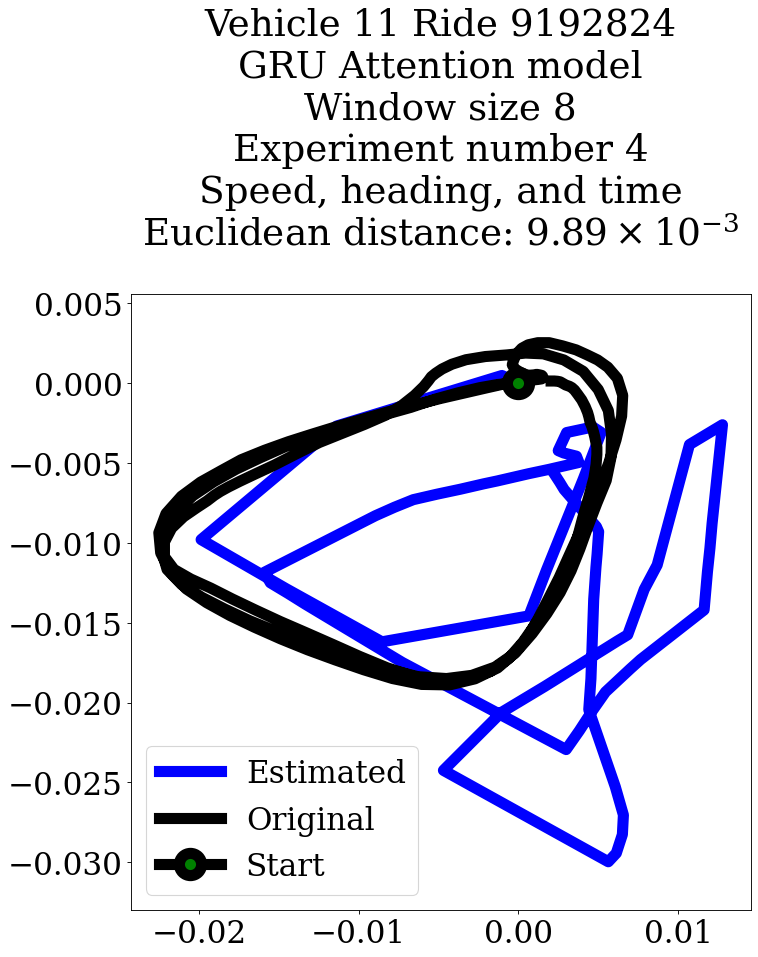 Vehicle 11 Ride 9192824
GRU Attention model
Window size 8
Experiment number 4
Speed, heading, and time
Euclidean distance: 9.89 × 10⁻³
0.005
0.000
−0.005
−0.010
−0.015
−0.020
−0.025
−0.030
Estimated
Original
Start
−0.02 −0.01 0.00 0.01